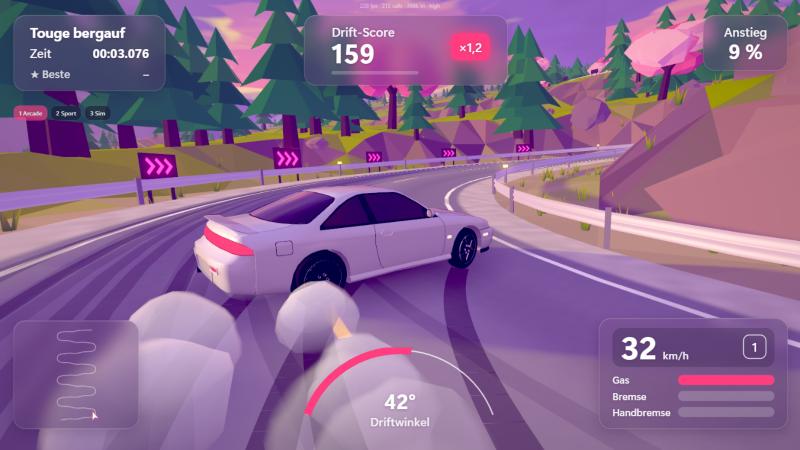 Touge bergauf
Zeit 00:03.076
★ Beste –
1 Arcade 2 Sport 3 Sim
Drift-Score
159
×1,2
Anstieg
9 %
42°
Driftwinkel
32 km/h 1
Gas
Bremse
Handbremse